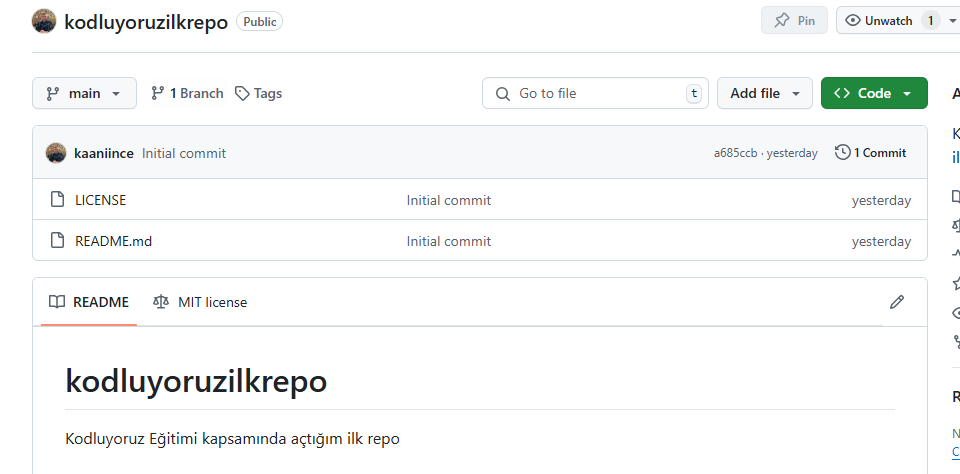 kodluyoruzilkrepo Public Pin Unwatch 1
main 1 Branch Tags Go to file t Add file Code
kaaniince Initial commit a685ccb · yesterday 1 Commit
LICENSE Initial commit yesterday
README.md Initial commit yesterday
README MIT license
kodluyoruzilkrepo
Kodluyoruz Eğitimi kapsamında açtığım ilk repo